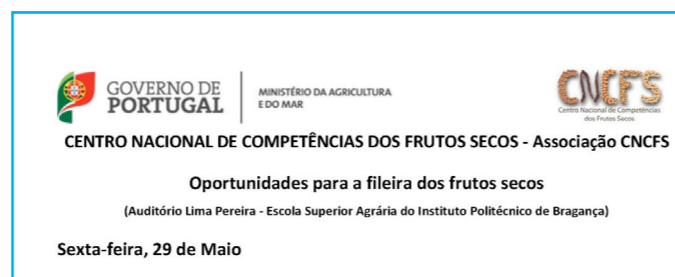 GOVERNO DE
PORTUGAL
MINISTÉRIO DA AGRICULTURA
E DO MAR
CNCFS
Centro Nacional de Competências
dos Frutos Secos
CENTRO NACIONAL DE COMPETÊNCIAS DOS FRUTOS SECOS - Associação CNCFS
Oportunidades para a fileira dos frutos secos
(Auditório Lima Pereira - Escola Superior Agrária do Instituto Politécnico de Bragança)
Sexta-feira, 29 de Maio